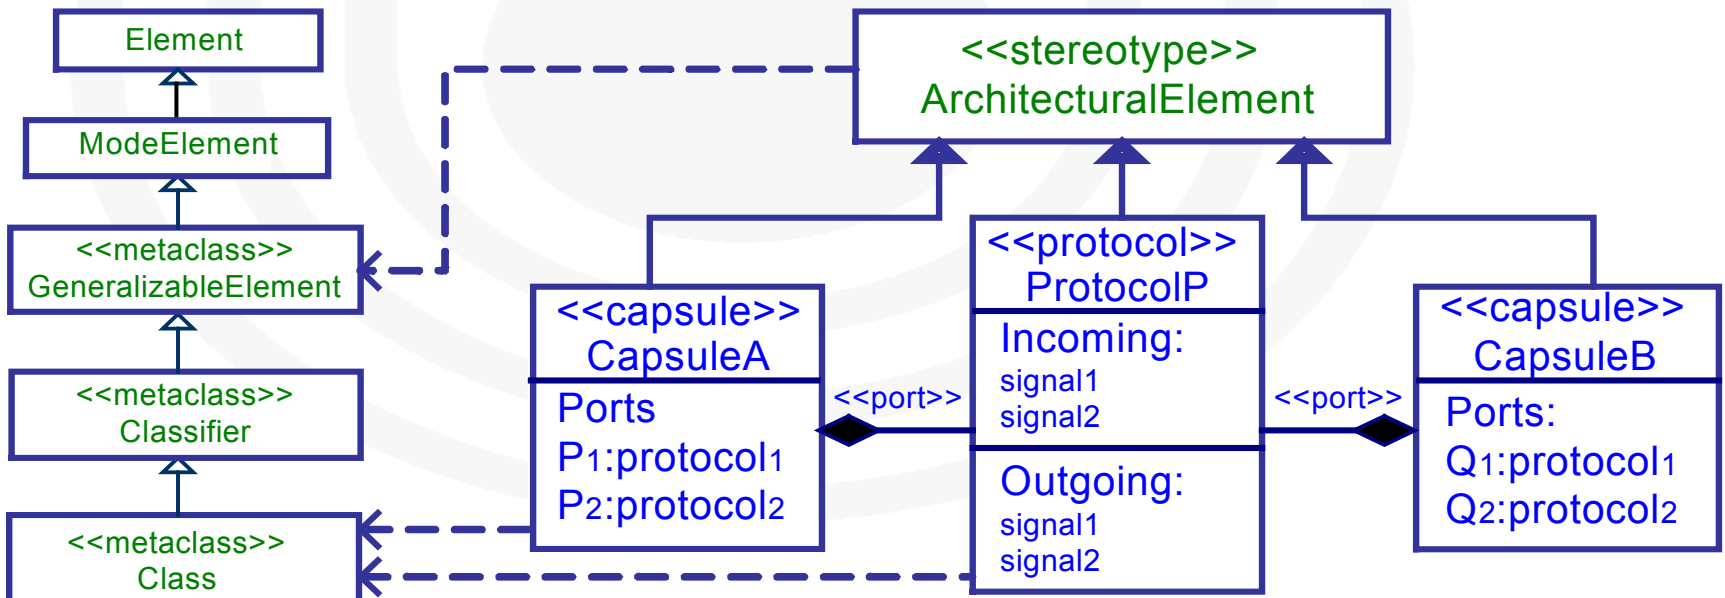 Element
ModeElement
<<metaclass>>
GeneralizableElement
<<metaclass>>
Classifier
<<metaclass>>
Class
<<stereotype>>
ArchitecturalElement
<<capsule>>
CapsuleA
Ports
P1:protocol1
P2:protocol2
<<port>>
<<protocol>>
ProtocolP
Incoming:
signal1
signal2
Outgoing:
signal1
signal2
<<port>>
<<capsule>>
CapsuleB
Ports:
Q1:protocol1
Q2:protocol2